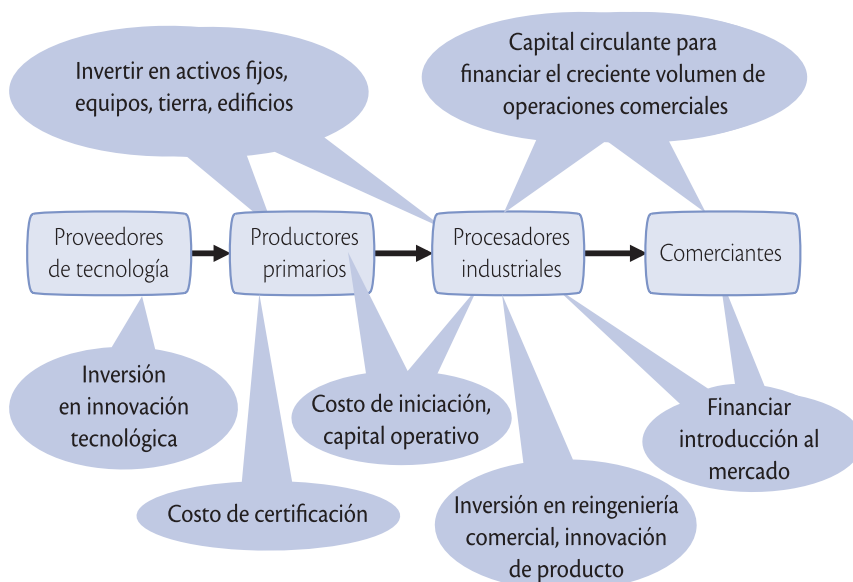 Invertir en activos fijos,
equipos, tierra, edificios
Capital circulante para
financiar el creciente volumen de
operaciones comerciales
Proveedores
de tecnología
Productores
primarios
Procesadores
industriales
Comerciantes
Inversión
en innovación
tecnológica
Costo de iniciación,
capital operativo
Financiar
introducción al
mercado
Costo de certificación
Inversión en reingeniería
comercial, innovación
de producto